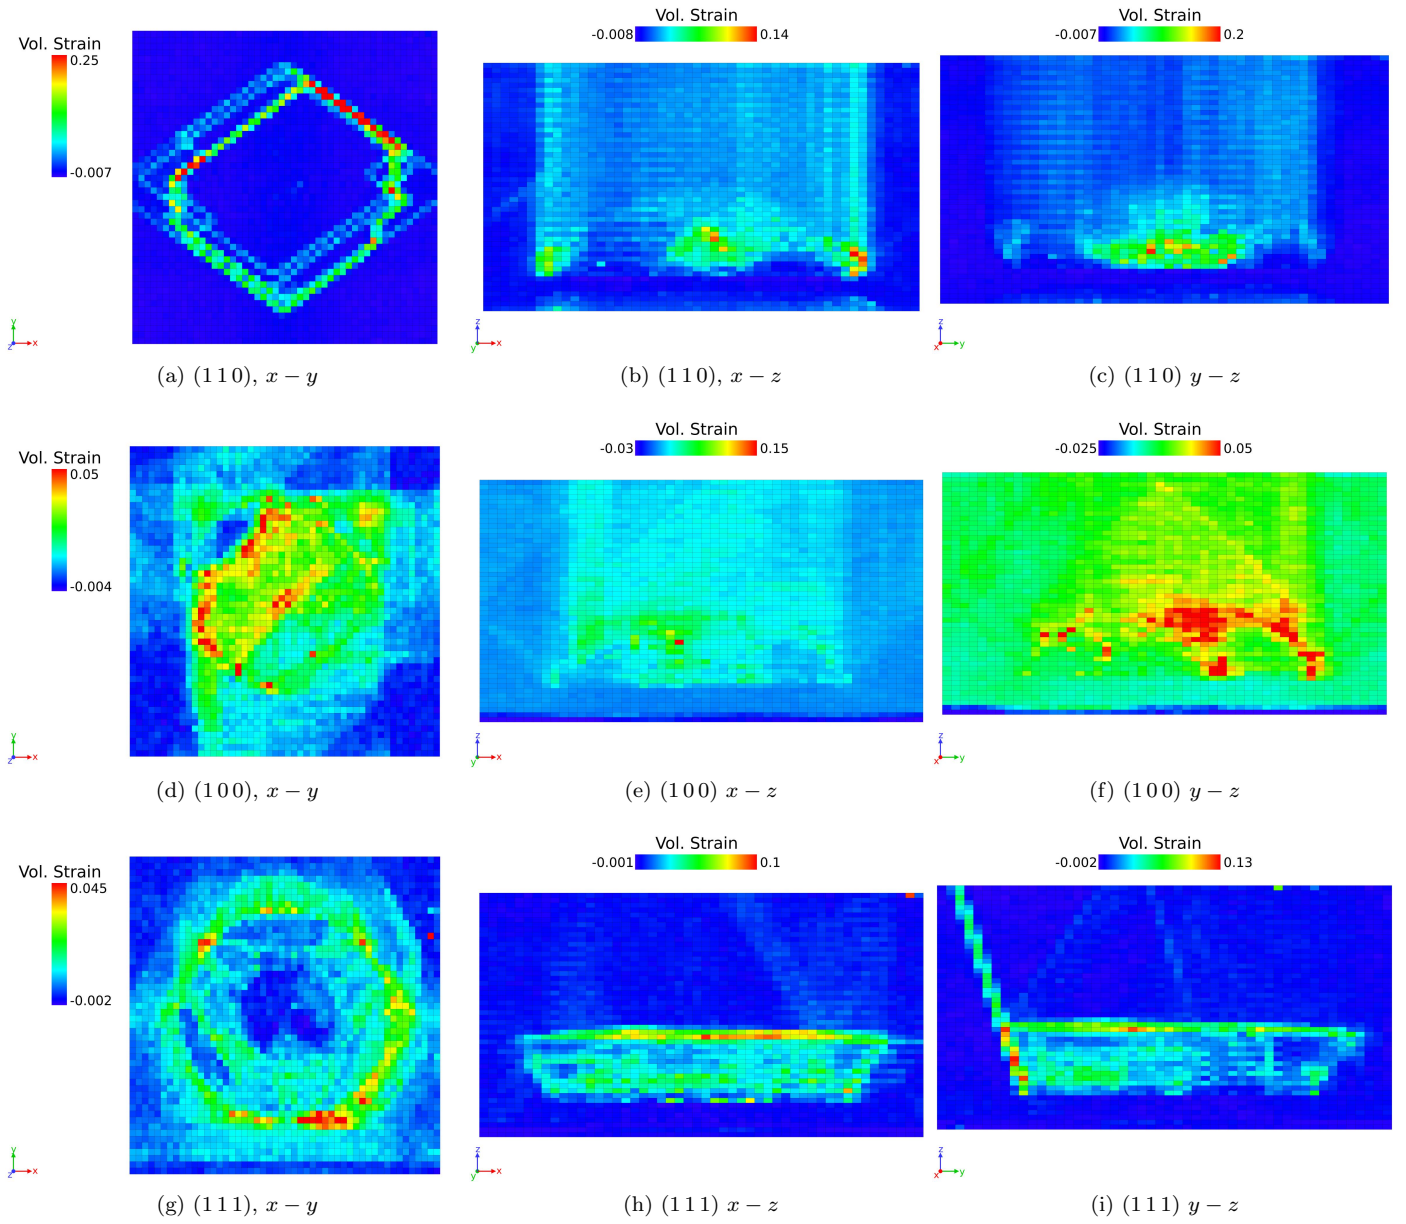 Vol. Strain
0.25
-0.007
y
z x
Vol. Strain
-0.008 0.14
z
y x
Vol. Strain
-0.007 0.2
z
x y
(a) (1 1 0), x − y
(b) (1 1 0), x − z
(c) (1 1 0) y − z
Vol. Strain
0.05
-0.004
y
z x
Vol. Strain
-0.03 0.15
z
y x
Vol. Strain
-0.025 0.05
z
x y
(d) (1 0 0), x − y
(e) (1 0 0) x − z
(f) (1 0 0) y − z
Vol. Strain
0.045
-0.002
y
z x
Vol. Strain
-0.001 0.1
z
y x
Vol. Strain
-0.002 0.13
z
x y
(g) (1 1 1), x − y
(h) (1 1 1) x − z
(i) (1 1 1) y − z